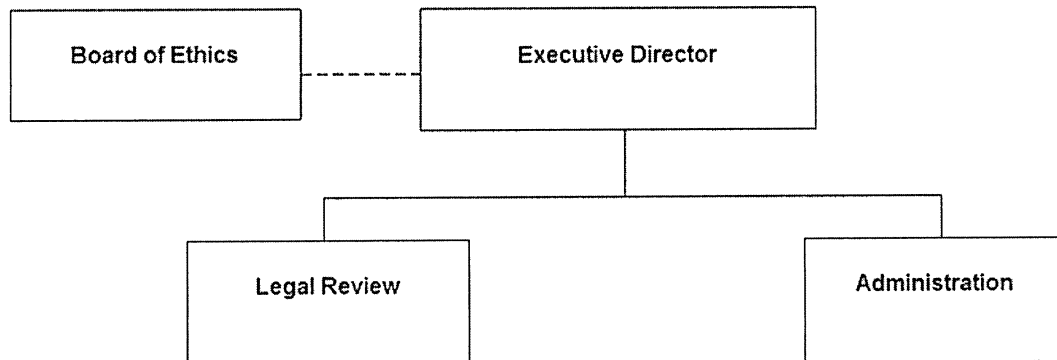 Board of Ethics
Executive Director
Legal Review
Administration